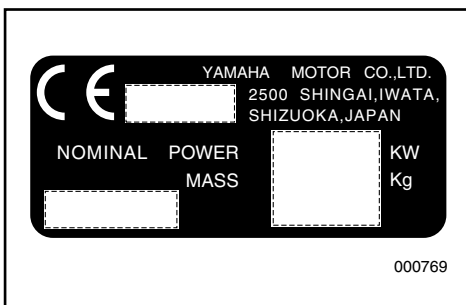 CE YAMAHA MOTOR CO.,LTD.
2500 SHINGAI,IWATA,
SHIZUOKA,JAPAN
NOMINAL POWER KW
MASS Kg
000769